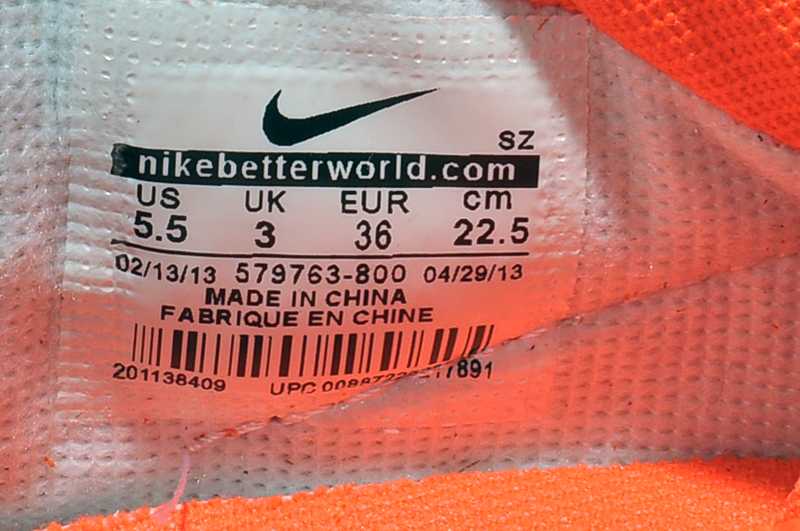 SZ
nikebetterworld.com
US UK EUR cm
5.5 3 36 22.5
02/13/13 579763-800 04/29/13
MADE IN CHINA
FABRIQUE EN CHINE
201138409 UPC